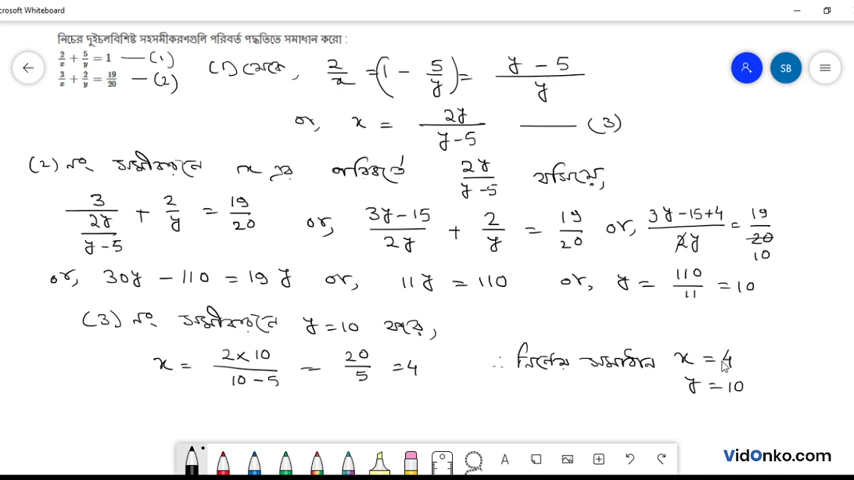 Microsoft Whiteboard
নিচের দুইচলবিশিষ্ট সহসমীকরণগুলি পরিবর্ত পদ্ধতিতে সমাধান করো :
2/x + 5/y = 1 — (1)
3/x + 2/y = 19/20 — (2)
(1) থেকে, 2/x = (1 - 5/y) = (y - 5)/y
or, x = 2y/(y-5) —— (3)
(2) নং সমীকরণে x এর পরিবর্তে 2y/(y-5) বসিয়ে,
3/(2y/(y-5)) + 2/y = 19/20 or, (3y-15)/2y + 2/y = 19/20 or, (3y-15+4)/2y = 19/20 10
or, 30y - 110 = 19y or, 11y = 110 or, y = 110/11 = 10
(3) নং সমীকরণে y=10 ধরে,
x = (2×10)/(10-5) = 20/5 = 4
∴ নির্ণেয় সমাধান x = 4
y = 10
SB
A
VidOnko.com